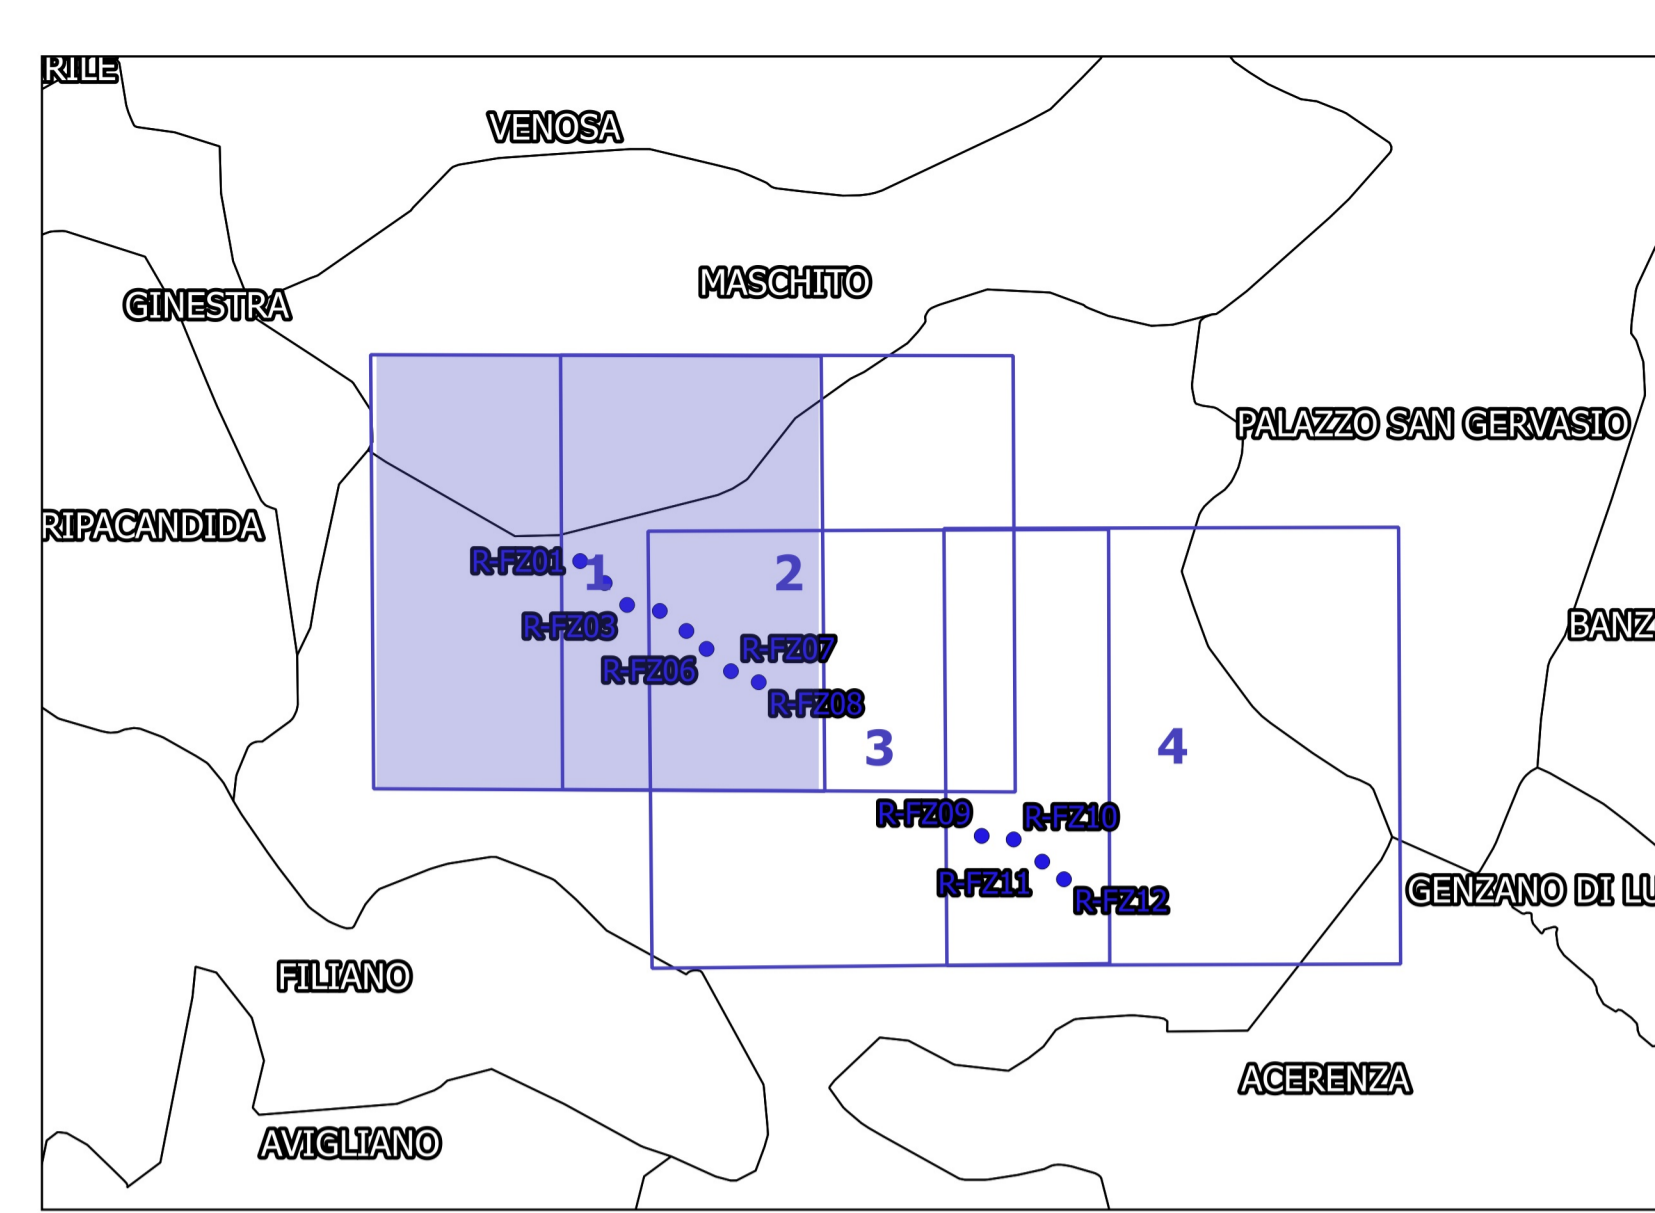 RILE
VENOSA
MASCHITO
GINESTRA
PALAZZO SAN GERVASIO
RIPACANDIDA
R-FZ01
1
2
R-FZ03
BANZ
R-FZ07
R-FZ06
R-FZ08
3
4
R-FZ09
R-FZ10
R-FZ11
R-FZ12
GENZANO DI LU
FILIANO
ACERENZA
AVIGLIANO